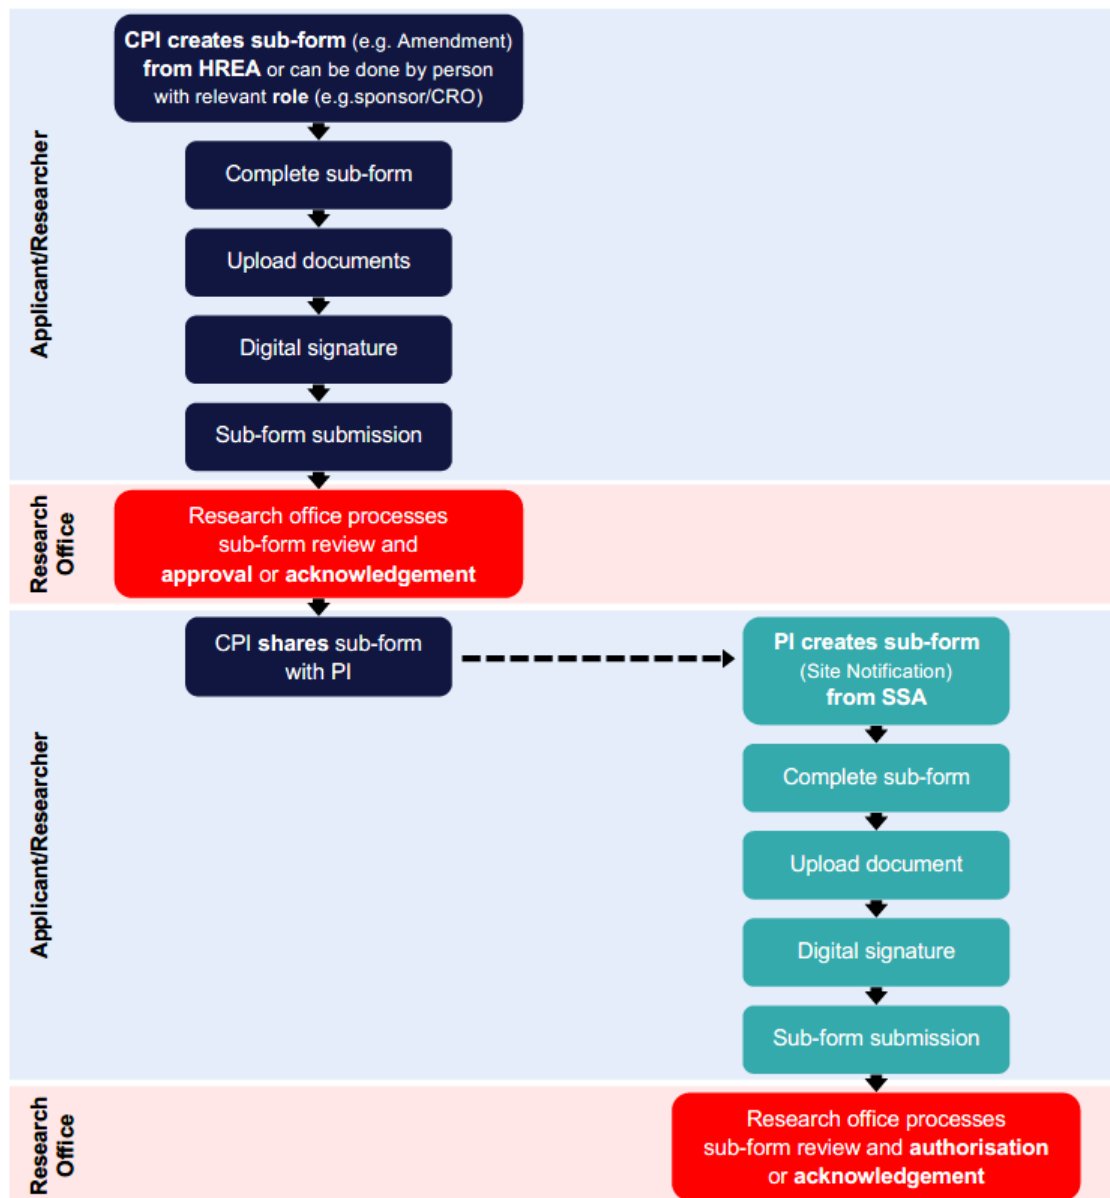 CPI creates sub-form (e.g. Amendment)
from HREA or can be done by person
with relevant role (e.g.sponsor/CRO)
Complete sub-form
Upload documents
Digital signature
Sub-form submission
Applicant/Researcher
Research
Office
Research office processes
sub-form review and
approval or acknowledgement
Applicant/Researcher
CPI shares sub-form
with PI
PI creates sub-form
(Site Notification)
from SSA
Complete sub-form
Upload document
Digital signature
Sub-form submission
Research
Office
Research office processes
sub-form review and authorisation
or acknowledgement